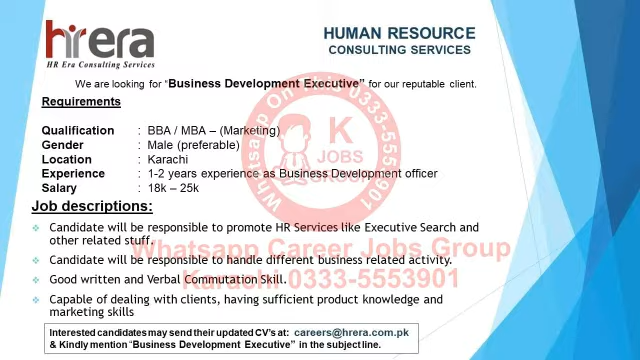 hrera
HR Era Consulting Services
HUMAN RESOURCE
CONSULTING SERVICES
We are looking for “Business Development Executive” for our reputable client.
Requirements
Qualification : BBA / MBA – (Marketing)
Gender : Male (preferable)
Location : Karachi
Experience : 1-2 years experience as Business Development officer
Salary : 18k – 25k
Job descriptions:
Candidate will be responsible to promote HR Services like Executive Search and
other related stuff.
Candidate will be responsible to handle different business related activity.
Good written and Verbal Commutation Skill.
Capable of dealing with clients, having sufficient product knowledge and
marketing skills
Interested candidates may send their updated CV's at: careers@hrera.com.pk
& Kindly mention “Business Development Executive” in the subject line.
Whatsapp Only 0333-5553901
K
JOBS
GROUP
Whatsapp Career Jobs Group
Karachi 0333-5553901